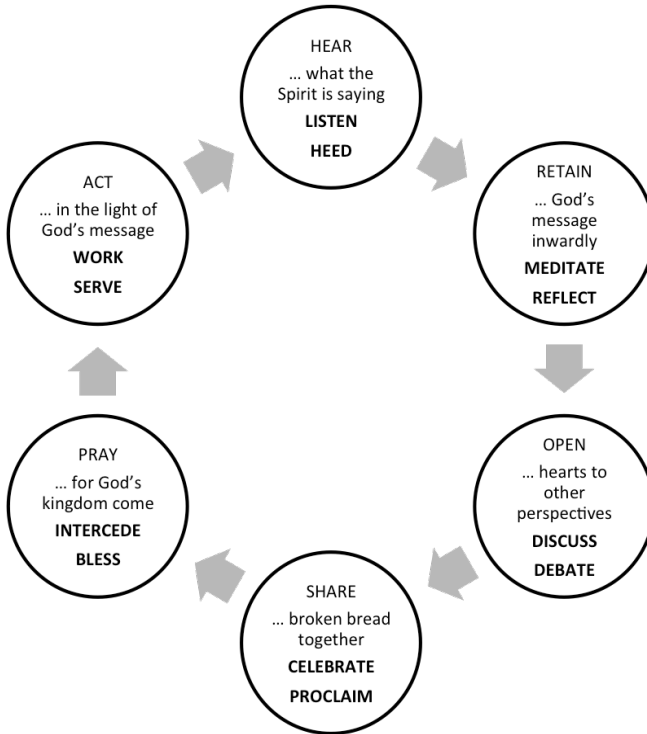 HEAR
... what the
Spirit is saying
LISTEN
HEED
RETAIN
... God’s
message
inwardly
MEDITATE
REFLECT
OPEN
... hearts to
other
perspectives
DISCUSS
DEBATE
SHARE
... broken bread
together
CELEBRATE
PROCLAIM
PRAY
... for God’s
kingdom come
INTERCEDE
BLESS
ACT
... in the light of
God’s message
WORK
SERVE